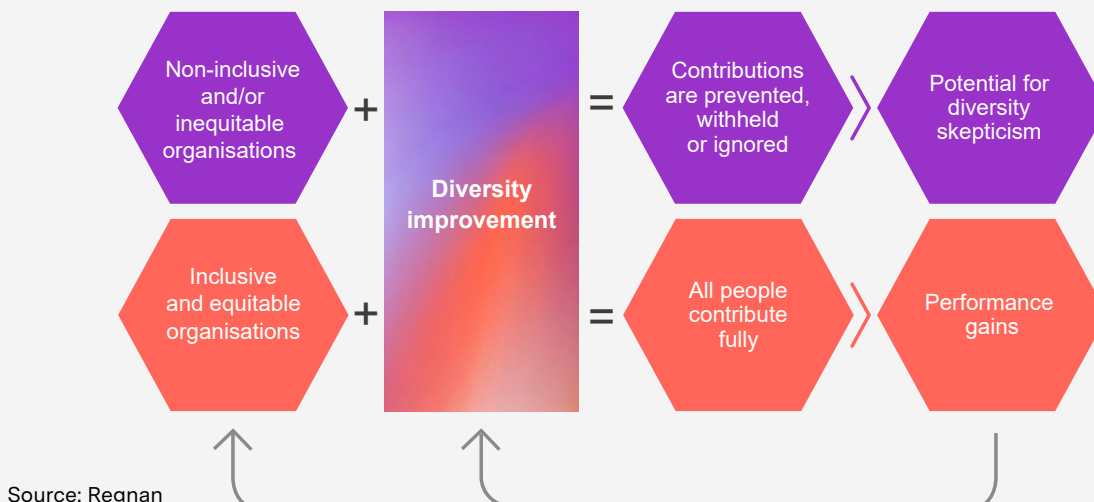 Non-inclusive
and/or
inequitable
organisations
+
Diversity
improvement
=
Contributions
are prevented,
withheld
or ignored
Potential for
diversity
skepticism
Inclusive
and equitable
organisations
+
=
All people
contribute
fully
Performance
gains
Source: Regnan